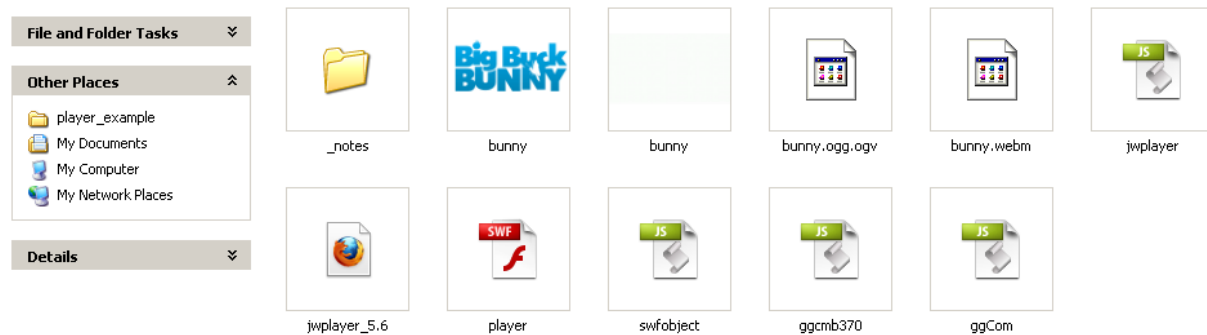 File and Folder Tasks
Other Places
player_example
My Documents
My Computer
My Network Places
Details
Big Buck
BUNNY
JS
_notes
bunny
bunny
bunny.ogg.ogv
bunny.webm
jwplayer
SWF
JS
JS
JS
jwplayer_5.6
player
swfobject
ggcmb370
ggCom